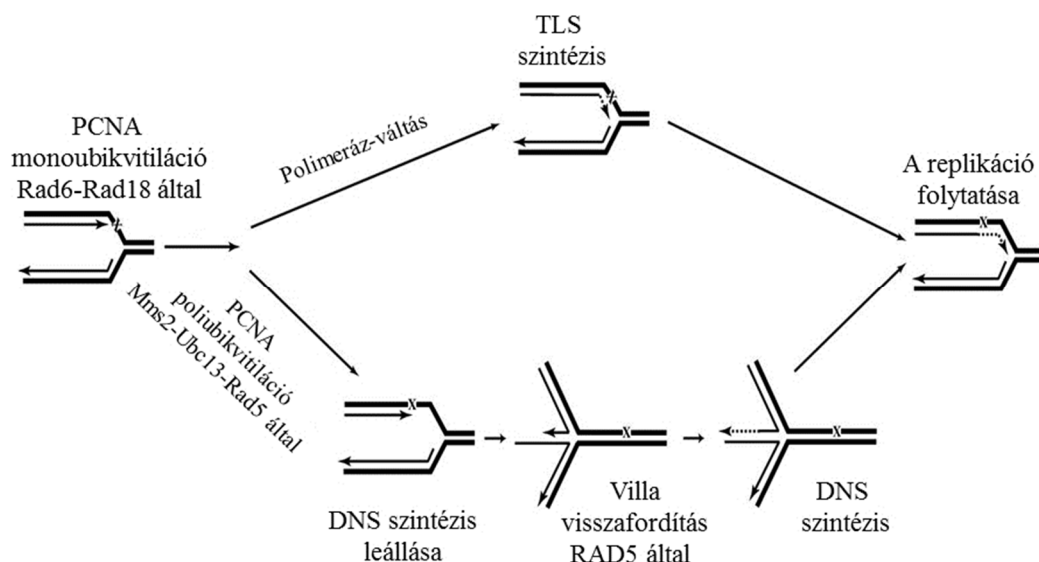 PCNA
monoubikvitiláció
Rad6-Rad18 által
x
Polimeráz-váltás
TLS
szintézis
x
A replikáció
folytatása
x
PCNA
poliubikvitiláció
Mms2-Ubc13-Rad5 által
x
DNS szintézis
leállása
x
Villa
visszafordítás
RAD5 által
x
DNS
szintézis